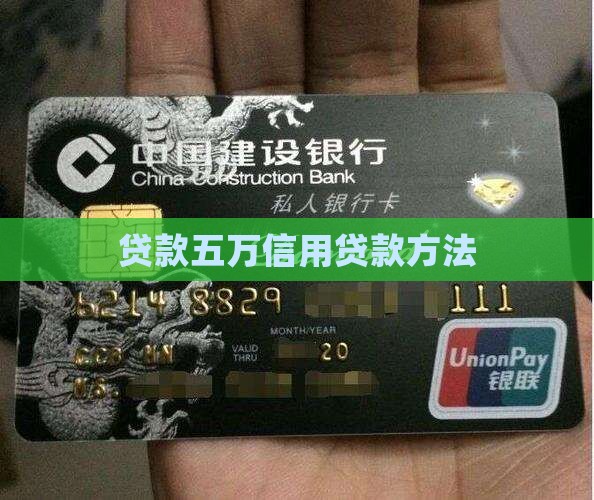 中国建设银行
China Construction Bank
私人银行卡
贷款五万信用贷款方法
6214 8829 111
MONTH/YEAR
VALID THRU 20
MS.
UnionPay
银联